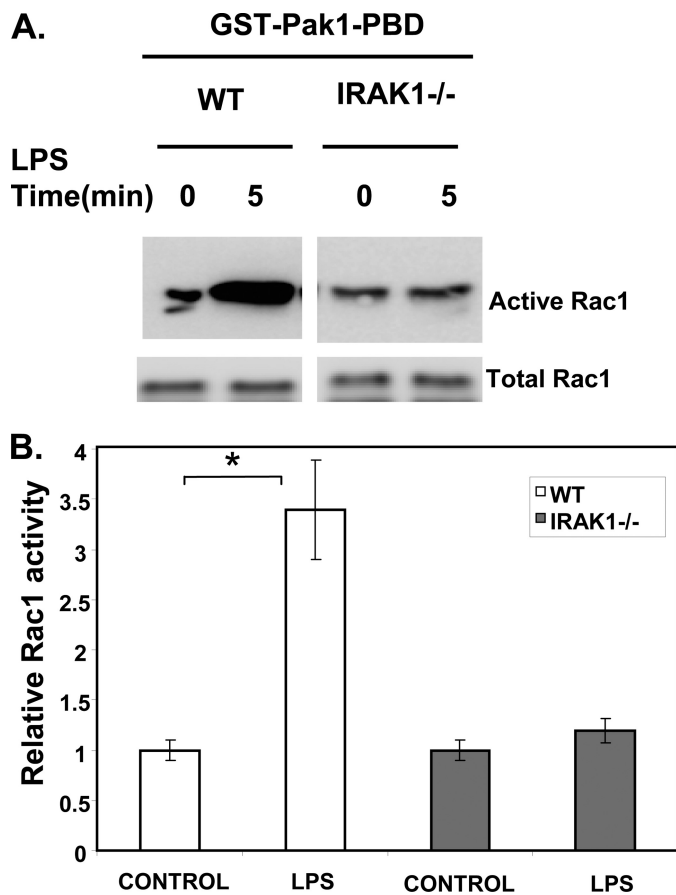 A.
GST-Pak1-PBD
WT IRAK1-/-
LPS
Time(min) 0 5 0 5
Active Rac1
Total Rac1
B.
Relative Rac1 activity
4
3.5
3
2.5
2
1.5
1
0.5
0
*
WT
IRAK1-/-
CONTROL LPS CONTROL LPS